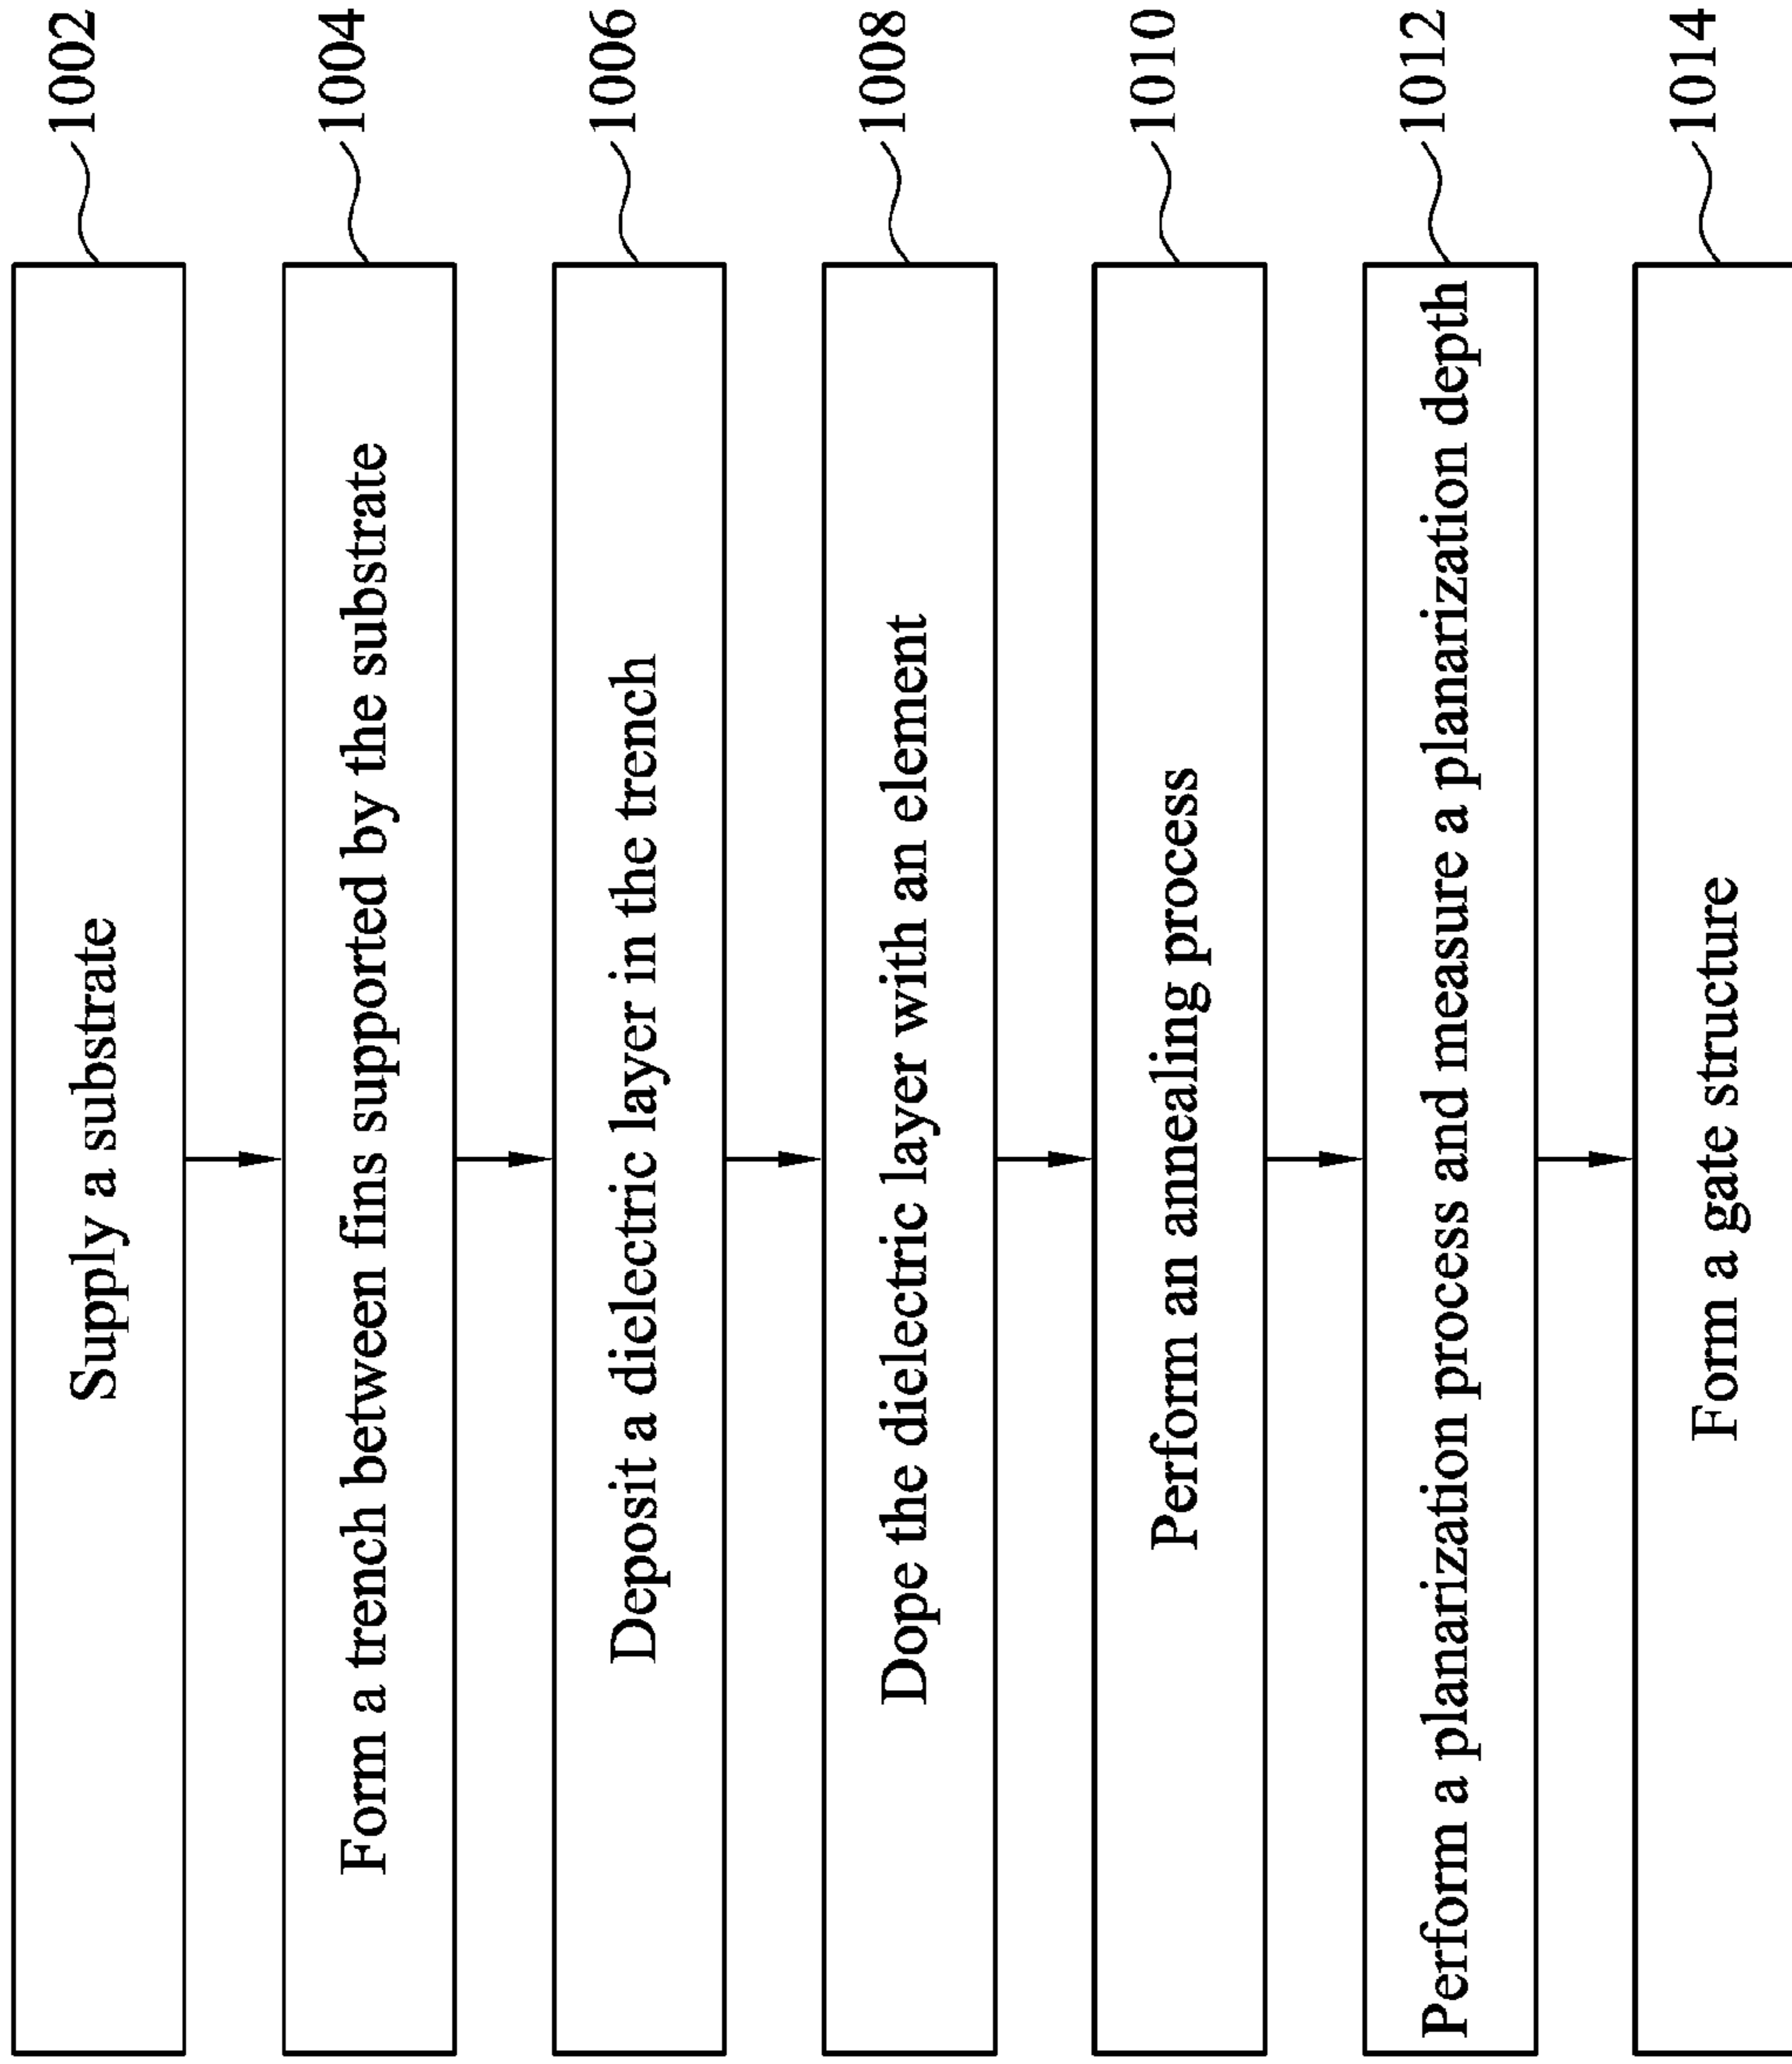 Supply a substrate 1002
Form a trench between fins supported by the substrate 1004
Deposit a dielectric layer in the trench 1006
Dope the dielectric layer with an element 1008
Perform an annealing process 1010
Perform a planarization process and measure a planarization depth 1012
Form a gate structure 1014